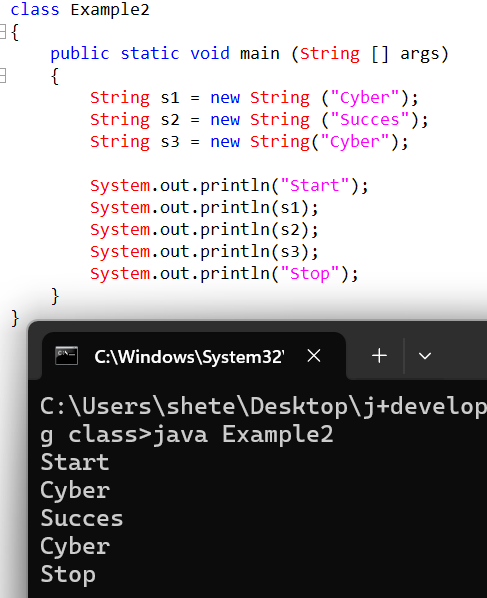 class Example2
{
public static void main (String [] args)
{
String s1 = new String ("Cyber");
String s2 = new String ("Succes");
String s3 = new String("Cyber");
System.out.println("Start");
System.out.println(s1);
System.out.println(s2);
System.out.println(s3);
System.out.println("Stop");
}
}
C:\Windows\System32\
C:\Users\shete\Desktop\j+develop
g class>java Example2
Start
Cyber
Succes
Cyber
Stop